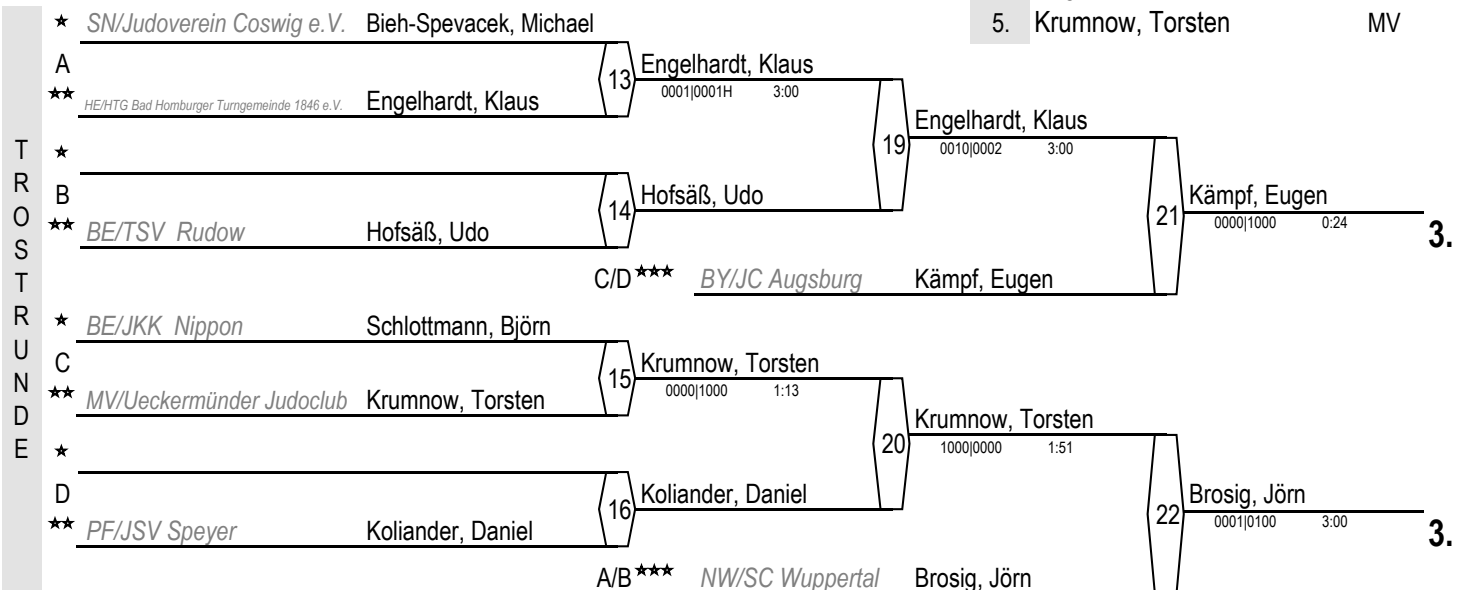 5. Krumnow, Torsten MV
TROSTRUNDE
★ SN/Judoverein Coswig e.V. Bieh-Spevacek, Michael
A
13 Engelhardt, Klaus
0001|0001H 3:00
★★ HE/HTG Bad Homburger Turngemeinde 1846 e.V. Engelhardt, Klaus
19 Engelhardt, Klaus
0010|0002 3:00
★
B
14 Hofsäß, Udo
★★ BE/TSV Rudow Hofsäß, Udo
21 Kämpf, Eugen
0000|1000 0:24
3.
C/D ★★★ BY/JC Augsburg Kämpf, Eugen
★ BE/JKK Nippon Schlottmann, Björn
C
15 Krumnow, Torsten
0000|1000 1:13
★★ MV/Ueckermünder Judoclub Krumnow, Torsten
20 Krumnow, Torsten
1000|0000 1:51
★
D
16 Koliander, Daniel
★★ PF/JSV Speyer Koliander, Daniel
22 Brosig, Jörn
0001|0100 3:00
3.
A/B ★★★ NW/SC Wuppertal Brosig, Jörn